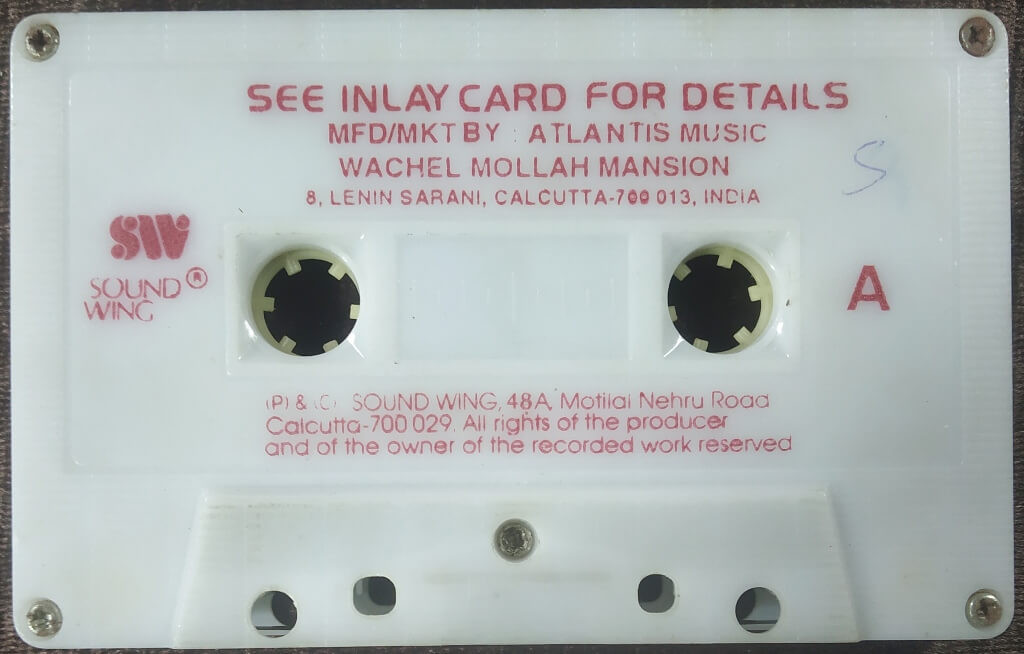 SEE INLAY CARD FOR DETAILS
MFD/MKT BY : ATLANTIS MUSIC
WACHEL MOLLAH MANSION
8, LENIN SARANI, CALCUTTA-700 013, INDIA
S
SW
SOUND ®
WING
A
(P) & (C) SOUND WING, 48A, Motilal Nehru Road
Calcutta-700 029. All rights of the producer
and of the owner of the recorded work reserved